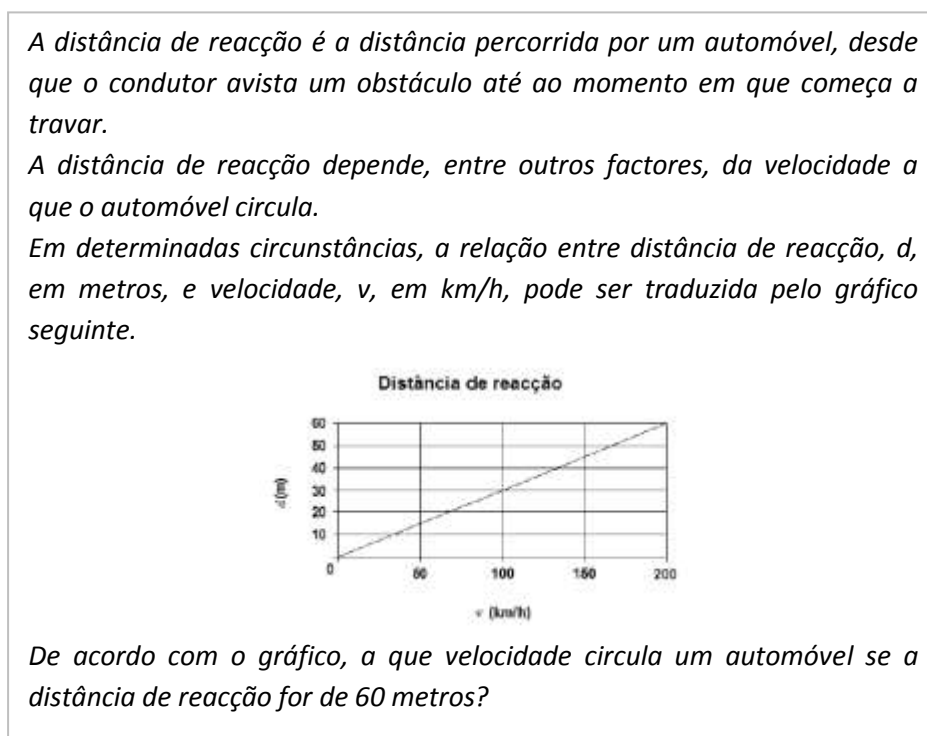 A distância de reacção é a distância percorrida por um automóvel, desde
que o condutor avista um obstáculo até ao momento em que começa a
travar.
A distância de reacção depende, entre outros factores, da velocidade a
que o automóvel circula.
Em determinadas circunstâncias, a relação entre distância de reacção, d,
em metros, e velocidade, v, em km/h, pode ser traduzida pelo gráfico
seguinte.
Distância de reacção
60
50
40
30
20
10
d(m)
0 50 100 150 200
v (km/h)
De acordo com o gráfico, a que velocidade circula um automóvel se a
distância de reacção for de 60 metros?